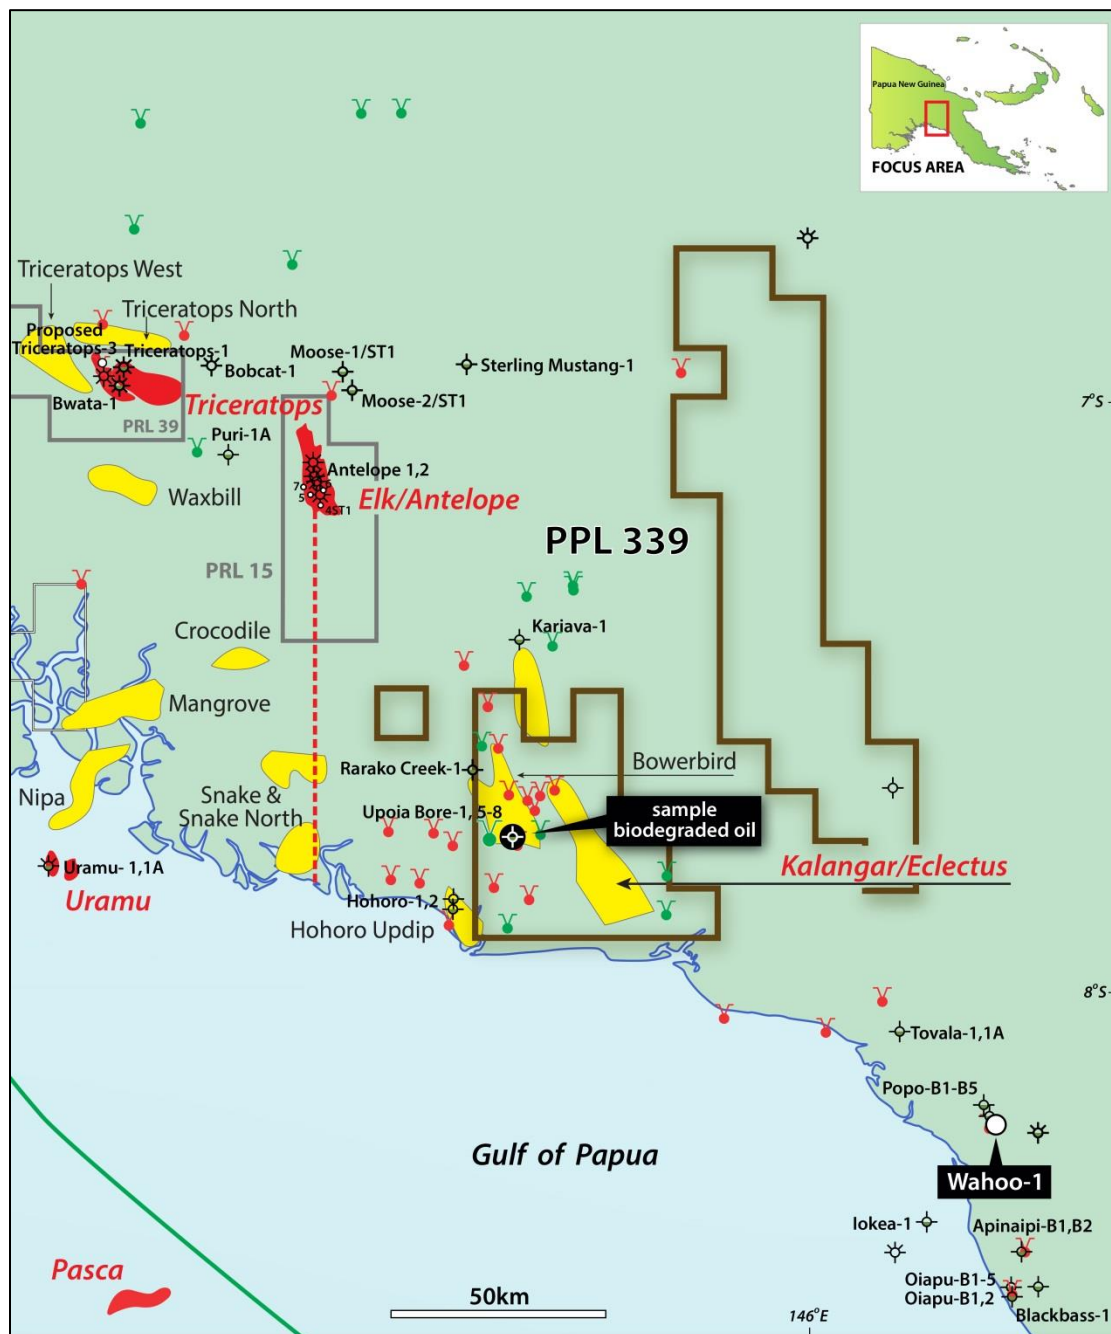 Papua New Guinea
FOCUS AREA
Triceratops West
Triceratops North
Proposed
Triceratops-3
Triceratops-1
Bwata-1
Bobcat-1
Moose-1/ST1
Moose-2/ST1
Sterling Mustang-1
7°S
Triceratops
PRL 39
Puri-1A
Waxbill
Antelope 1,2
6
7
5
4ST1
Elk/Antelope
PPL 339
PRL 15
Crocodile
Kariava-1
Mangrove
Nipa
Snake &
Snake North
Rarako Creek-1
Bowerbird
Upoia Bore-1, 5-8
sample
biodegraded oil
Kalangar/Eclectus
Uramu- 1,1A
Uramu
Hohoro-1,2
Hohoro Updip
8°S
Tovala-1,1A
Popo-B1-B5
Gulf of Papua
Wahoo-1
Iokea-1
Apinaipi-B1,B2
Pasca
Oiapu-B1-5
Oiapu-B1,2
Blackbass-1
50km
146°E